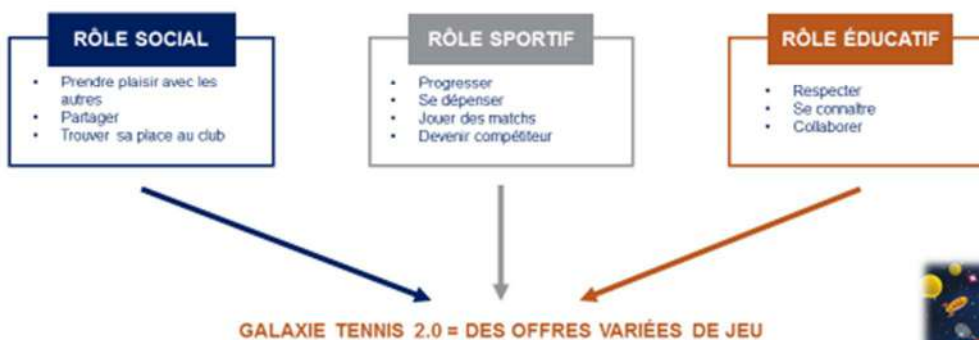 RÔLE SOCIAL
• Prendre plaisir avec les
autres
• Partager
• Trouver sa place au club
RÔLE SPORTIF
• Progresser
• Se dépenser
• Jouer des matchs
• Devenir compétiteur
RÔLE ÉDUCATIF
• Respecter
• Se connaître
• Collaborer
GALAXIE TENNIS 2.0 = DES OFFRES VARIÉES DE JEU